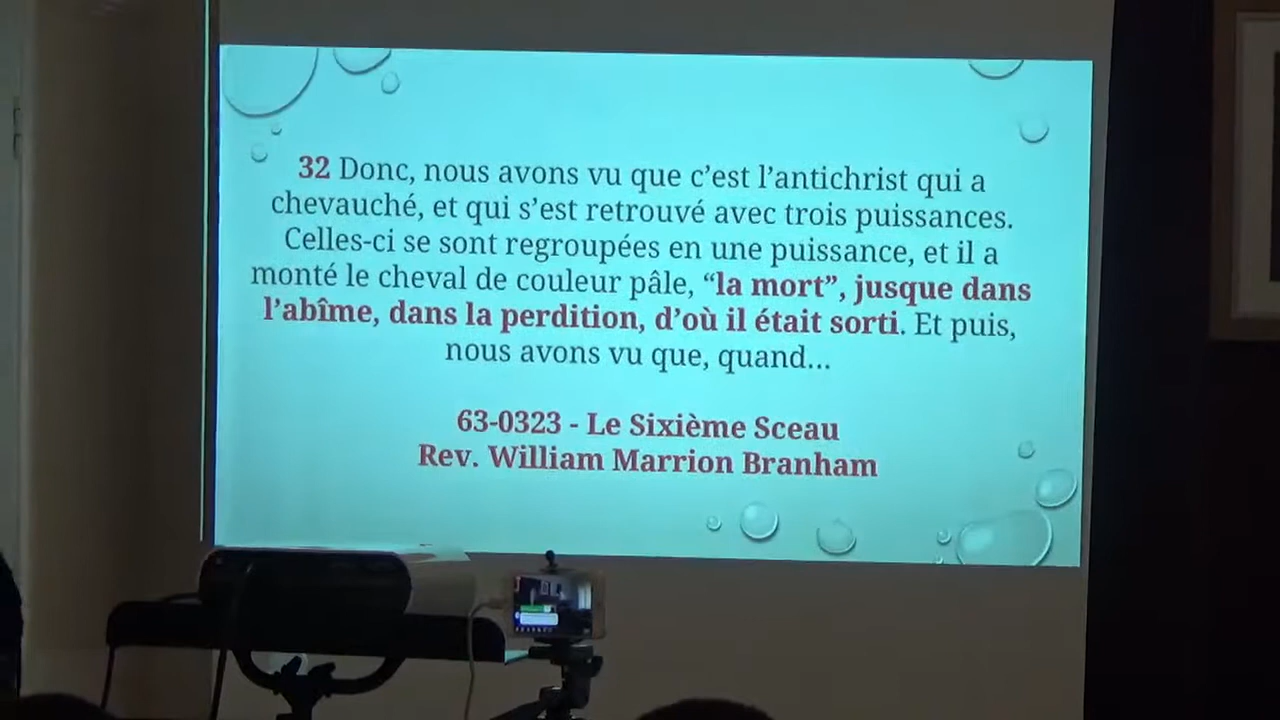 32 Donc, nous avons vu que c’est l’antichrist qui a
chevauché, et qui s’est retrouvé avec trois puissances.
Celles-ci se sont regroupées en une puissance, et il a
monté le cheval de couleur pâle, “la mort”, jusque dans
l’abîme, dans la perdition, d’où il était sorti. Et puis,
nous avons vu que, quand…
63-0323 - Le Sixième Sceau
Rev. William Marrion Branham